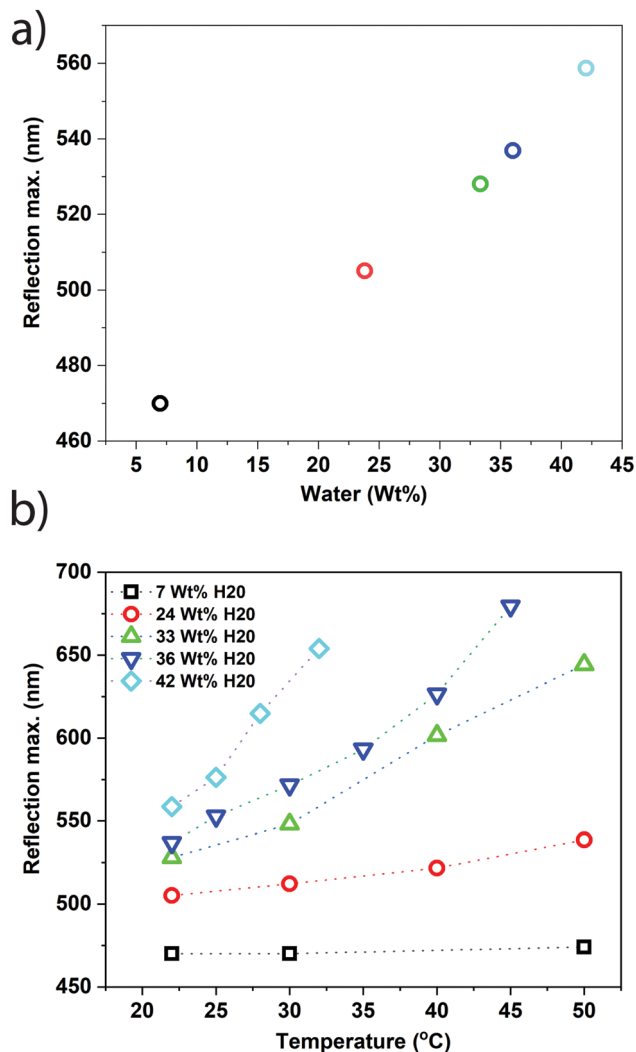 a)
560
540
520
500
480
460
Reflection max. (nm)
5 10 15 20 25 30 35 40 45
Water (Wt%)
b)
700
650
600
550
500
450
Reflection max. (nm)
7 Wt% H20
24 Wt% H20
33 Wt% H20
36 Wt% H20
42 Wt% H20
20 25 30 35 40 45 50
Temperature (°C)